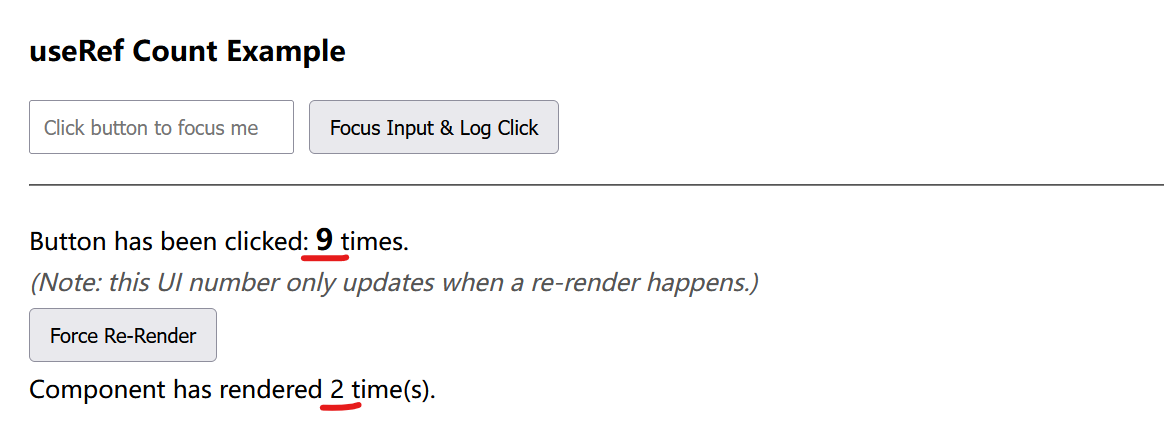 useRef Count Example
Click button to focus me Focus Input & Log Click
Button has been clicked: 9 times.
(Note: this UI number only updates when a re-render happens.)
Force Re-Render
Component has rendered 2 time(s).